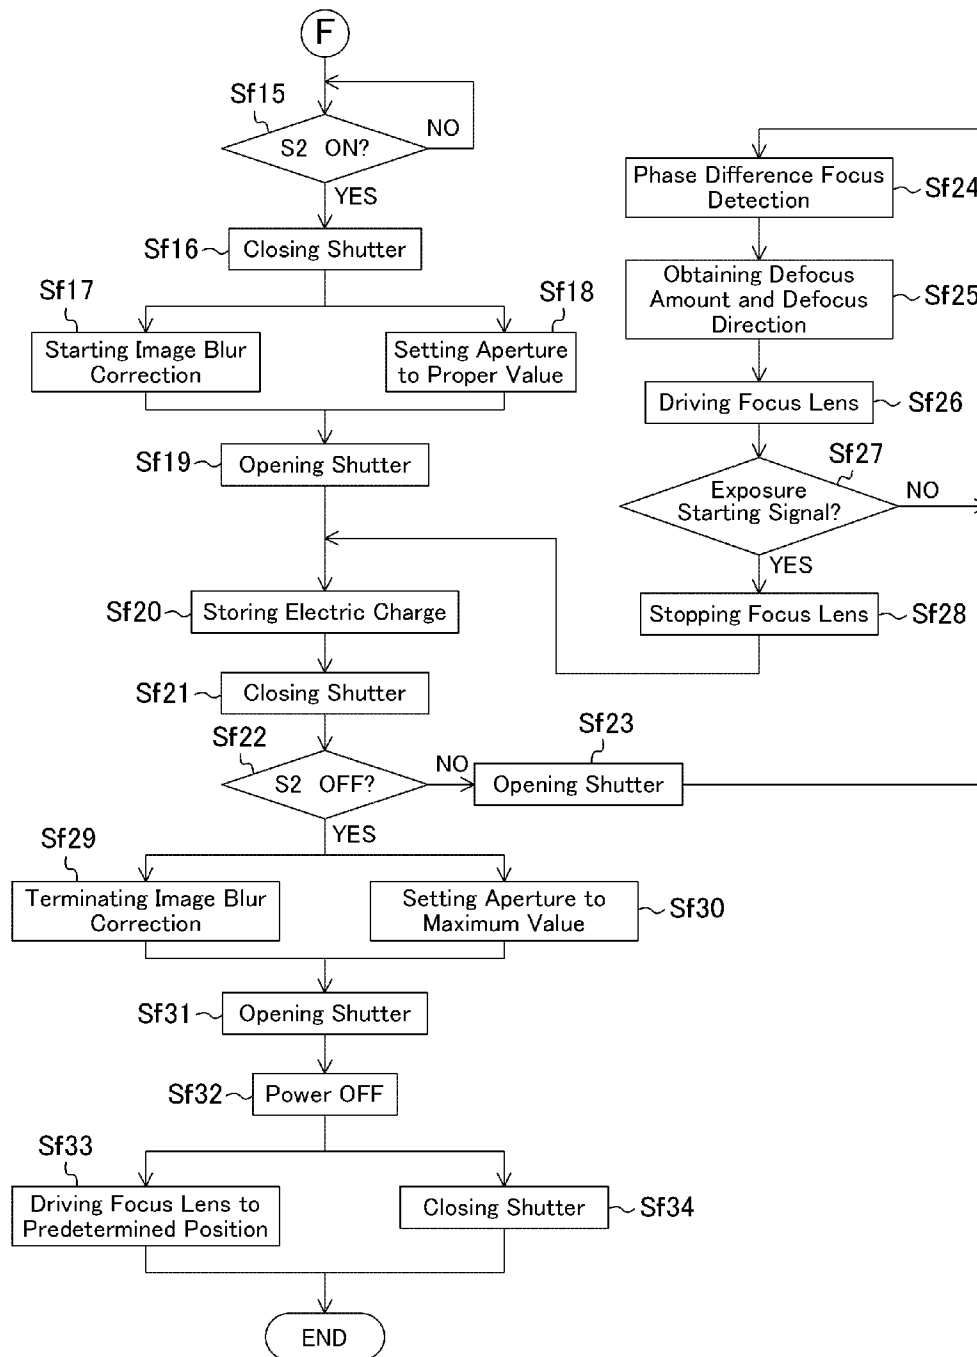 F
Sf15
S2 ON?
NO
YES
Sf16
Closing Shutter
Sf17
Starting Image Blur
Correction
Sf18
Setting Aperture
to Proper Value
Sf19
Opening Shutter
Sf20
Storing Electric Charge
Sf21
Closing Shutter
Sf22
S2 OFF?
NO
YES
Sf23
Opening Shutter
Phase Difference Focus
Detection
Sf24
Obtaining Defocus
Amount and Defocus
Direction
Sf25
Driving Focus Lens
Sf26
Sf27
Exposure
Starting Signal?
NO
YES
Stopping Focus Lens
Sf28
Sf29
Terminating Image Blur
Correction
Setting Aperture to
Maximum Value
Sf30
Sf31
Opening Shutter
Sf32
Power OFF
Sf33
Driving Focus Lens to
Predetermined Position
Closing Shutter
Sf34
END